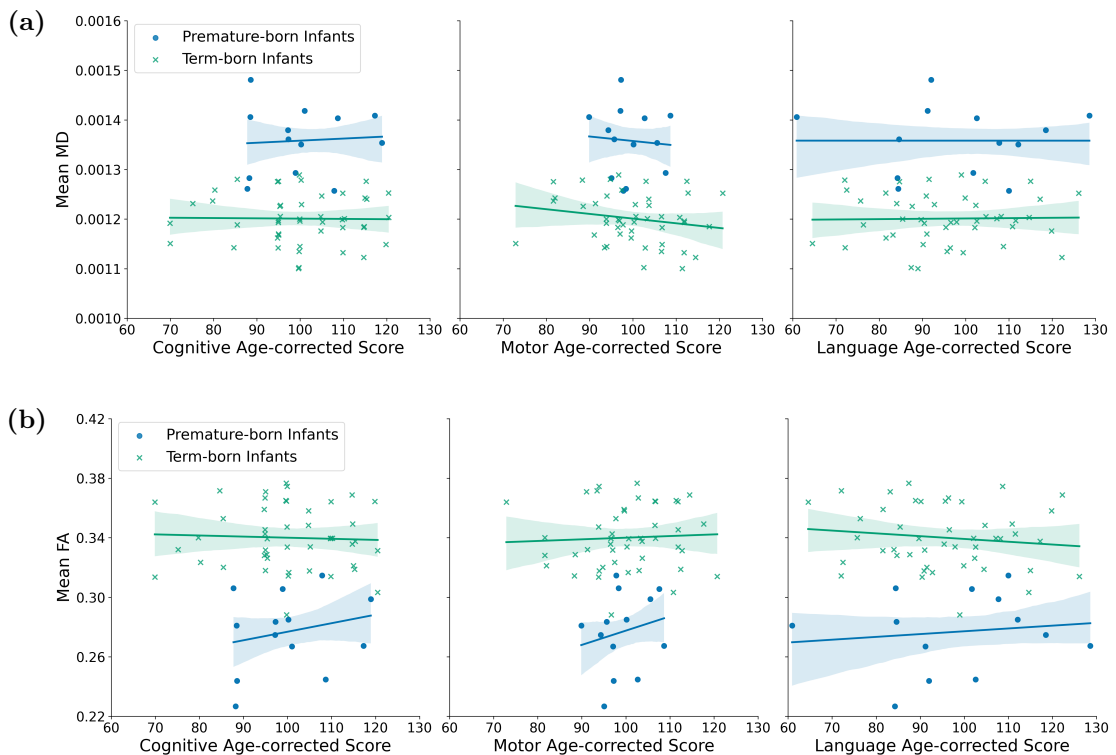 (a)
Premature-born Infants
Term-born Infants
Mean MD
0.0016
0.0015
0.0014
0.0013
0.0012
0.0011
0.0010
60 70 80 90 100 110 120 130
60 70 80 90 100 110 120 130
60 70 80 90 100 110 120 130
Cognitive Age-corrected Score
Motor Age-corrected Score
Language Age-corrected Score
(b)
Premature-born Infants
Term-born Infants
Mean FA
0.42
0.38
0.34
0.30
0.26
0.22
60 70 80 90 100 110 120 130
60 70 80 90 100 110 120 130
60 70 80 90 100 110 120 130
Cognitive Age-corrected Score
Motor Age-corrected Score
Language Age-corrected Score